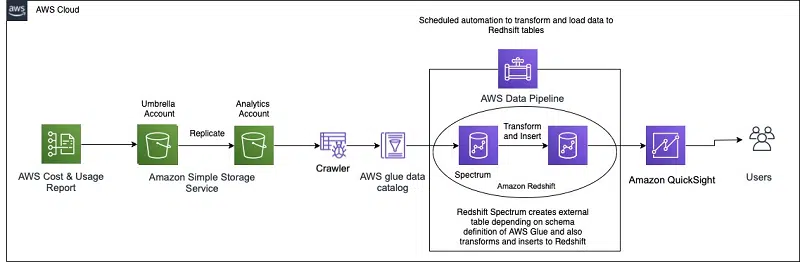 aws
AWS Cloud
Scheduled automation to transform and load data to
Redhsift tables
AWS Data Pipeline
Umbrella
Account
Analytics
Account
Replicate
Transform
and Insert
AWS Cost & Usage
Report
Amazon Simple Storage
Service
Crawler
AWS glue data
catalog
Spectrum
Amazon Redshift
Amazon QuickSight
Users
Redshift Spectrum creates external
table depending on schema
definition of AWS Glue and also
transforms and inserts to Redshift